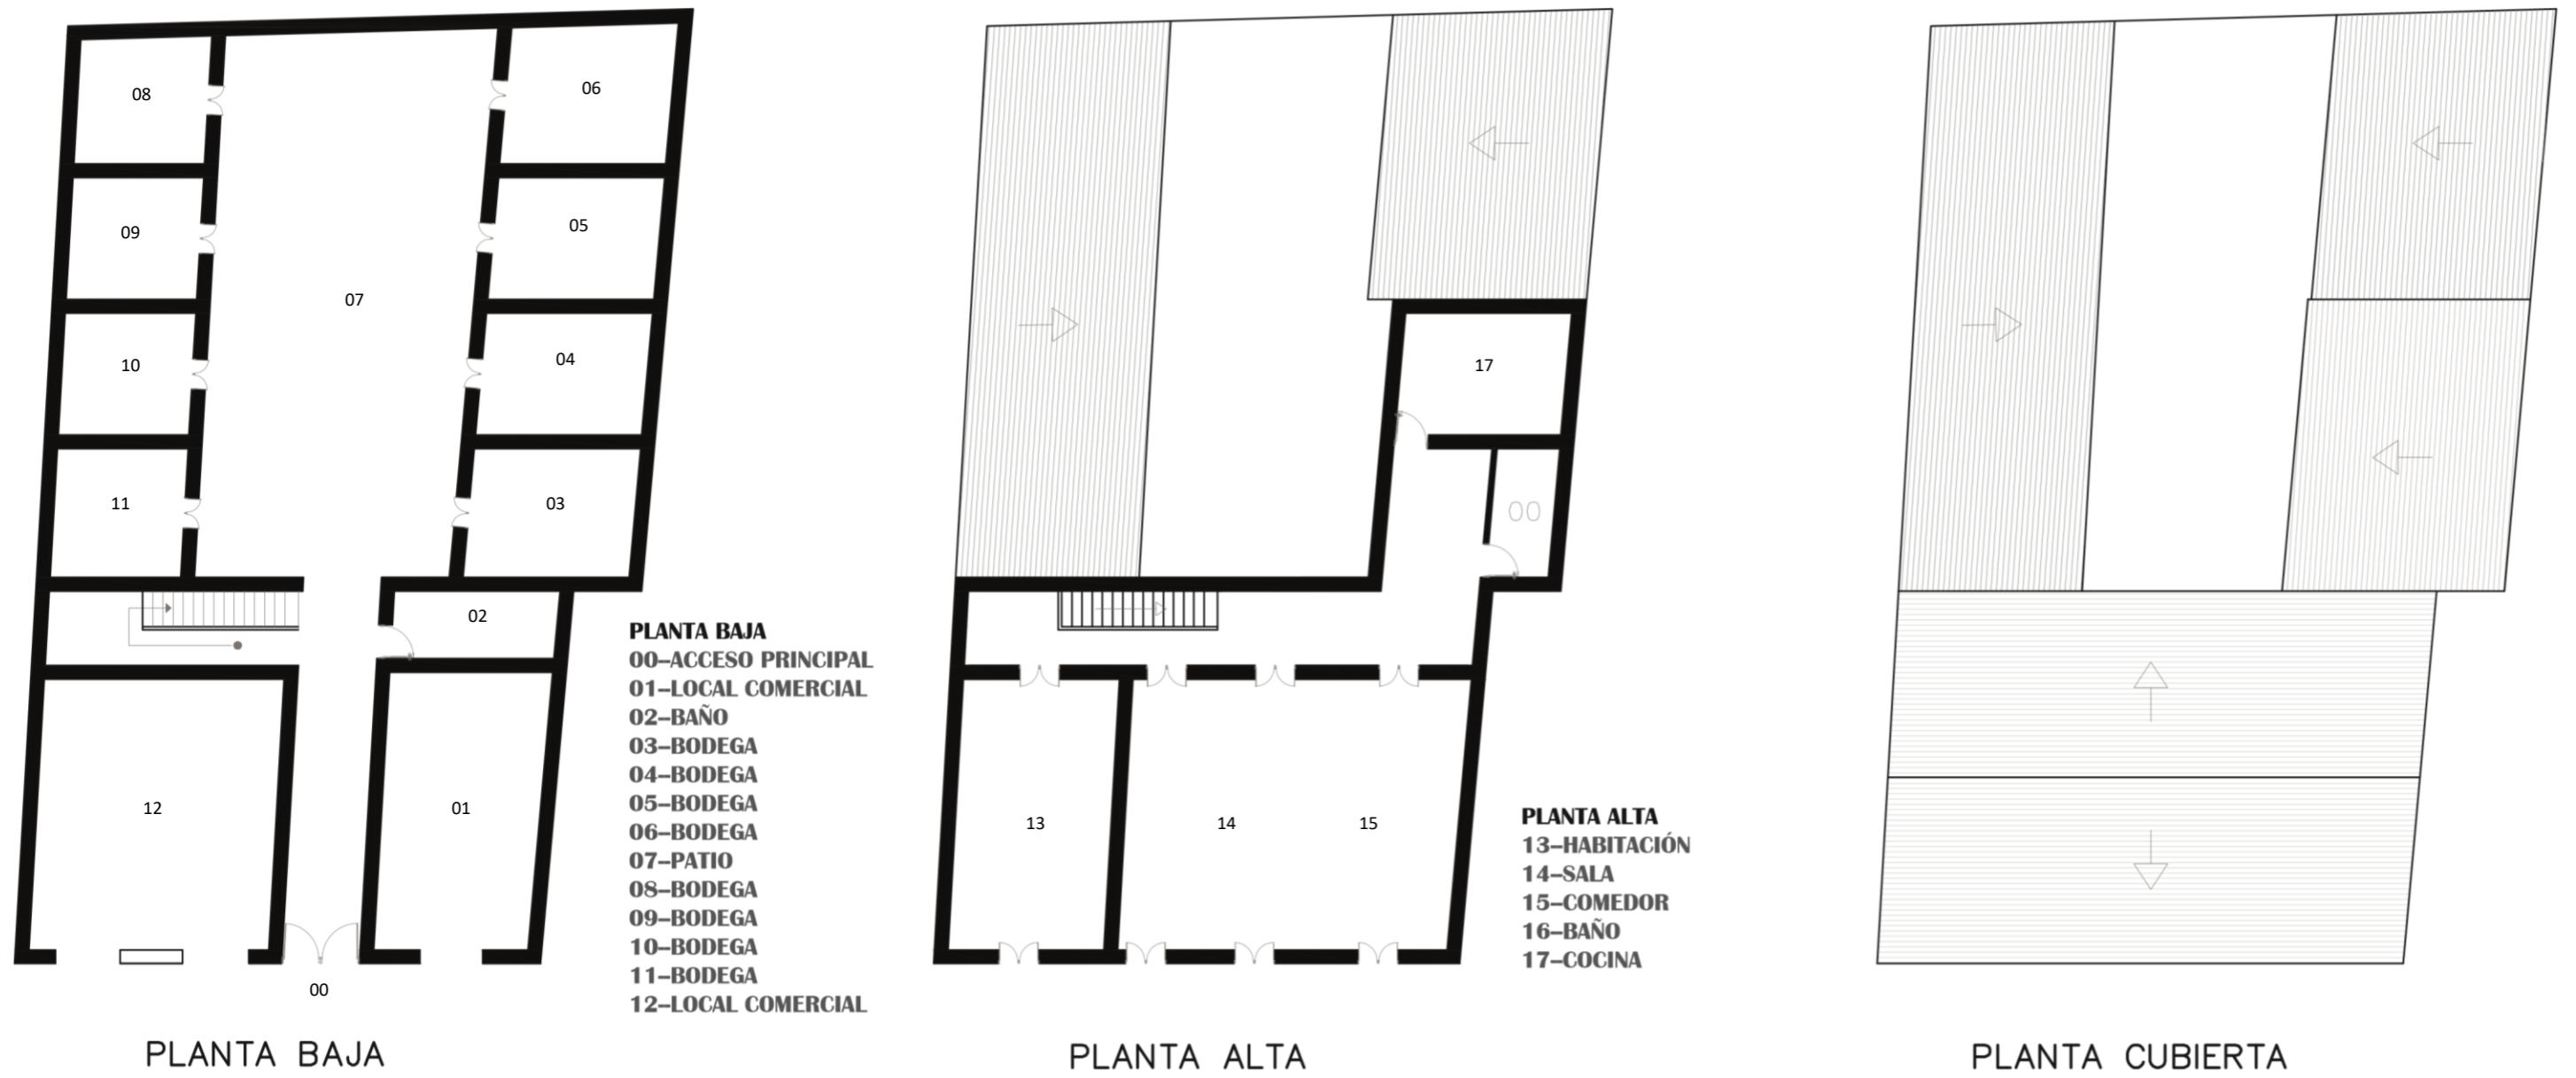 08
06
09
05
07
10
04
11
03
02
12
01
00
PLANTA BAJA
00–ACCESO PRINCIPAL
01–LOCAL COMERCIAL
02–BAÑO
03–BODEGA
04–BODEGA
05–BODEGA
06–BODEGA
07–PATIO
08–BODEGA
09–BODEGA
10–BODEGA
11–BODEGA
12–LOCAL COMERCIAL
PLANTA BAJA
17
00
13
14
15
PLANTA ALTA
13–HABITACIÓN
14–SALA
15–COMEDOR
16–BAÑO
17–COCINA
PLANTA ALTA
PLANTA CUBIERTA